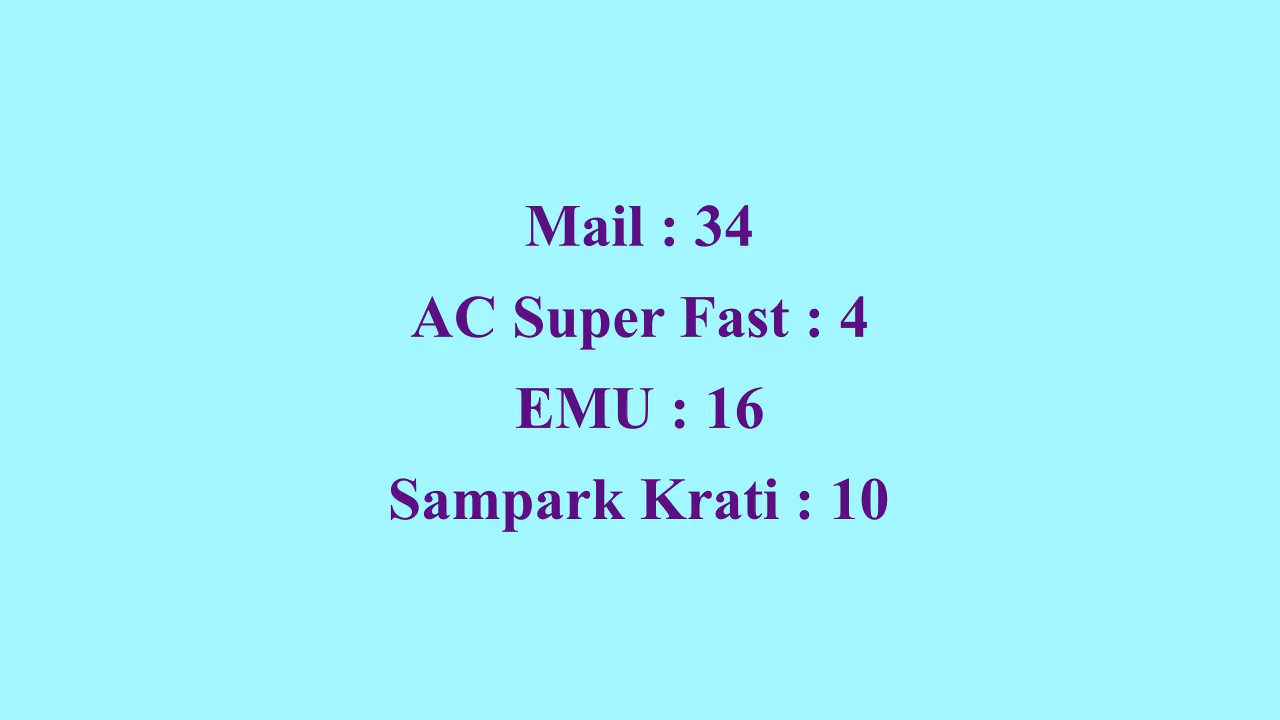 Mail : 34
AC Super Fast : 4
EMU : 16
Sampark Krati : 10